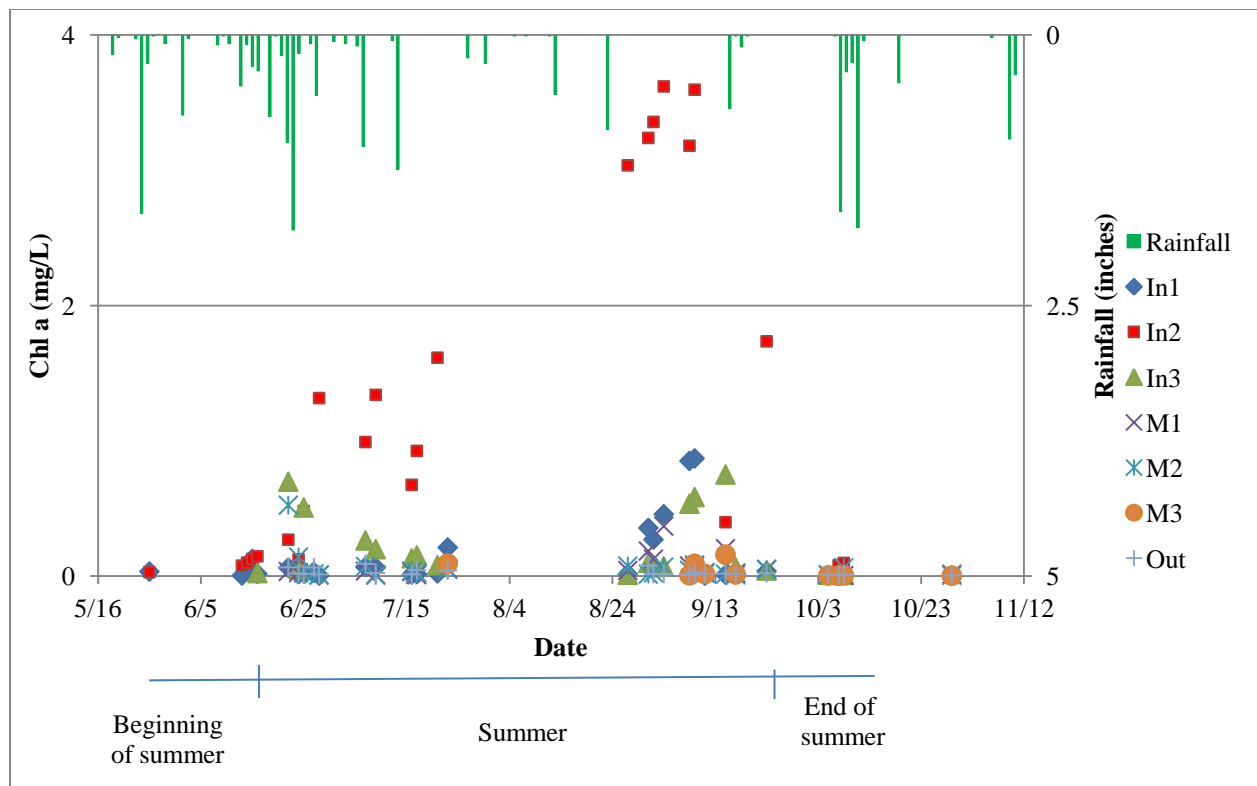 4
2
0
Chl a (mg/L)
0
2.5
5
Rainfall (inches)
5/16
6/5
6/25
7/15
8/4
8/24
9/13
10/3
10/23
11/12
Date
Beginning
of summer
Summer
End of
summer
Rainfall
In1
In2
In3
M1
M2
M3
Out